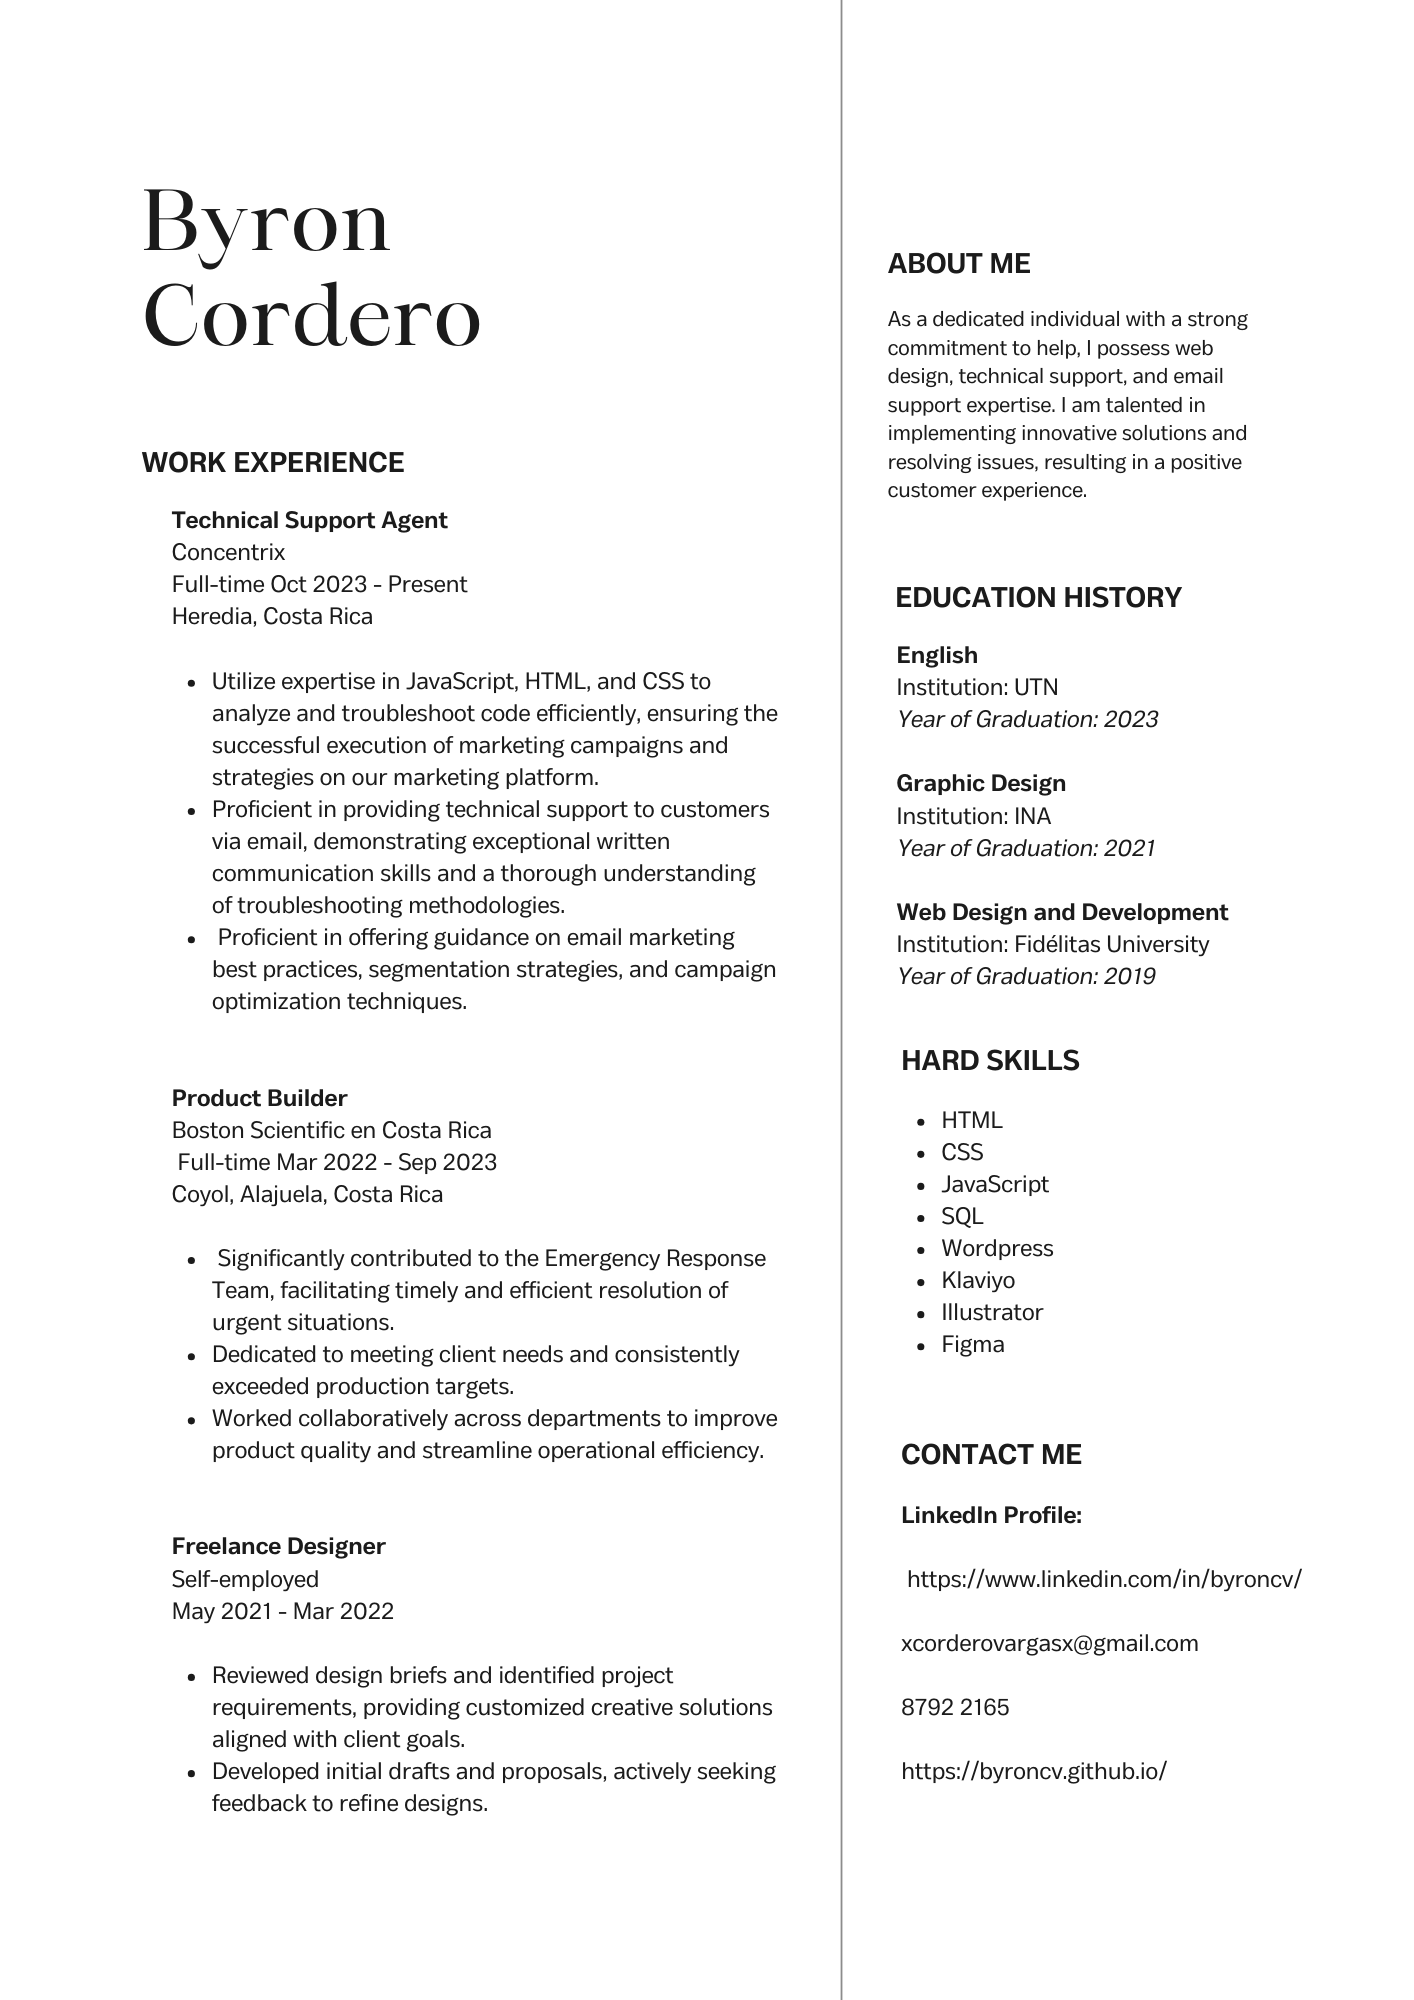 Byron
Cordero
WORK EXPERIENCE
Technical Support Agent
Concentrix
Full-time Oct 2023 - Present
Heredia, Costa Rica
• Utilize expertise in JavaScript, HTML, and CSS to
analyze and troubleshoot code efficiently, ensuring the
successful execution of marketing campaigns and
strategies on our marketing platform.
• Proficient in providing technical support to customers
via email, demonstrating exceptional written
communication skills and a thorough understanding
of troubleshooting methodologies.
• Proficient in offering guidance on email marketing
best practices, segmentation strategies, and campaign
optimization techniques.
Product Builder
Boston Scientific en Costa Rica
Full-time Mar 2022 - Sep 2023
Coyol, Alajuela, Costa Rica
• Significantly contributed to the Emergency Response
Team, facilitating timely and efficient resolution of
urgent situations.
• Dedicated to meeting client needs and consistently
exceeded production targets.
• Worked collaboratively across departments to improve
product quality and streamline operational efficiency.
Freelance Designer
Self-employed
May 2021 - Mar 2022
• Reviewed design briefs and identified project
requirements, providing customized creative solutions
aligned with client goals.
• Developed initial drafts and proposals, actively seeking
feedback to refine designs.
ABOUT ME
As a dedicated individual with a strong
commitment to help, I possess web
design, technical support, and email
support expertise. I am talented in
implementing innovative solutions and
resolving issues, resulting in a positive
customer experience.
EDUCATION HISTORY
English
Institution: UTN
Year of Graduation: 2023
Graphic Design
Institution: INA
Year of Graduation: 2021
Web Design and Development
Institution: Fidélitas University
Year of Graduation: 2019
HARD SKILLS
• HTML
• CSS
• JavaScript
• SQL
• Wordpress
• Klaviyo
• Illustrator
• Figma
CONTACT ME
LinkedIn Profile:
https://www.linkedin.com/in/byroncv/
xcorderovargasx@gmail.com
8792 2165
https://byroncv.github.io/